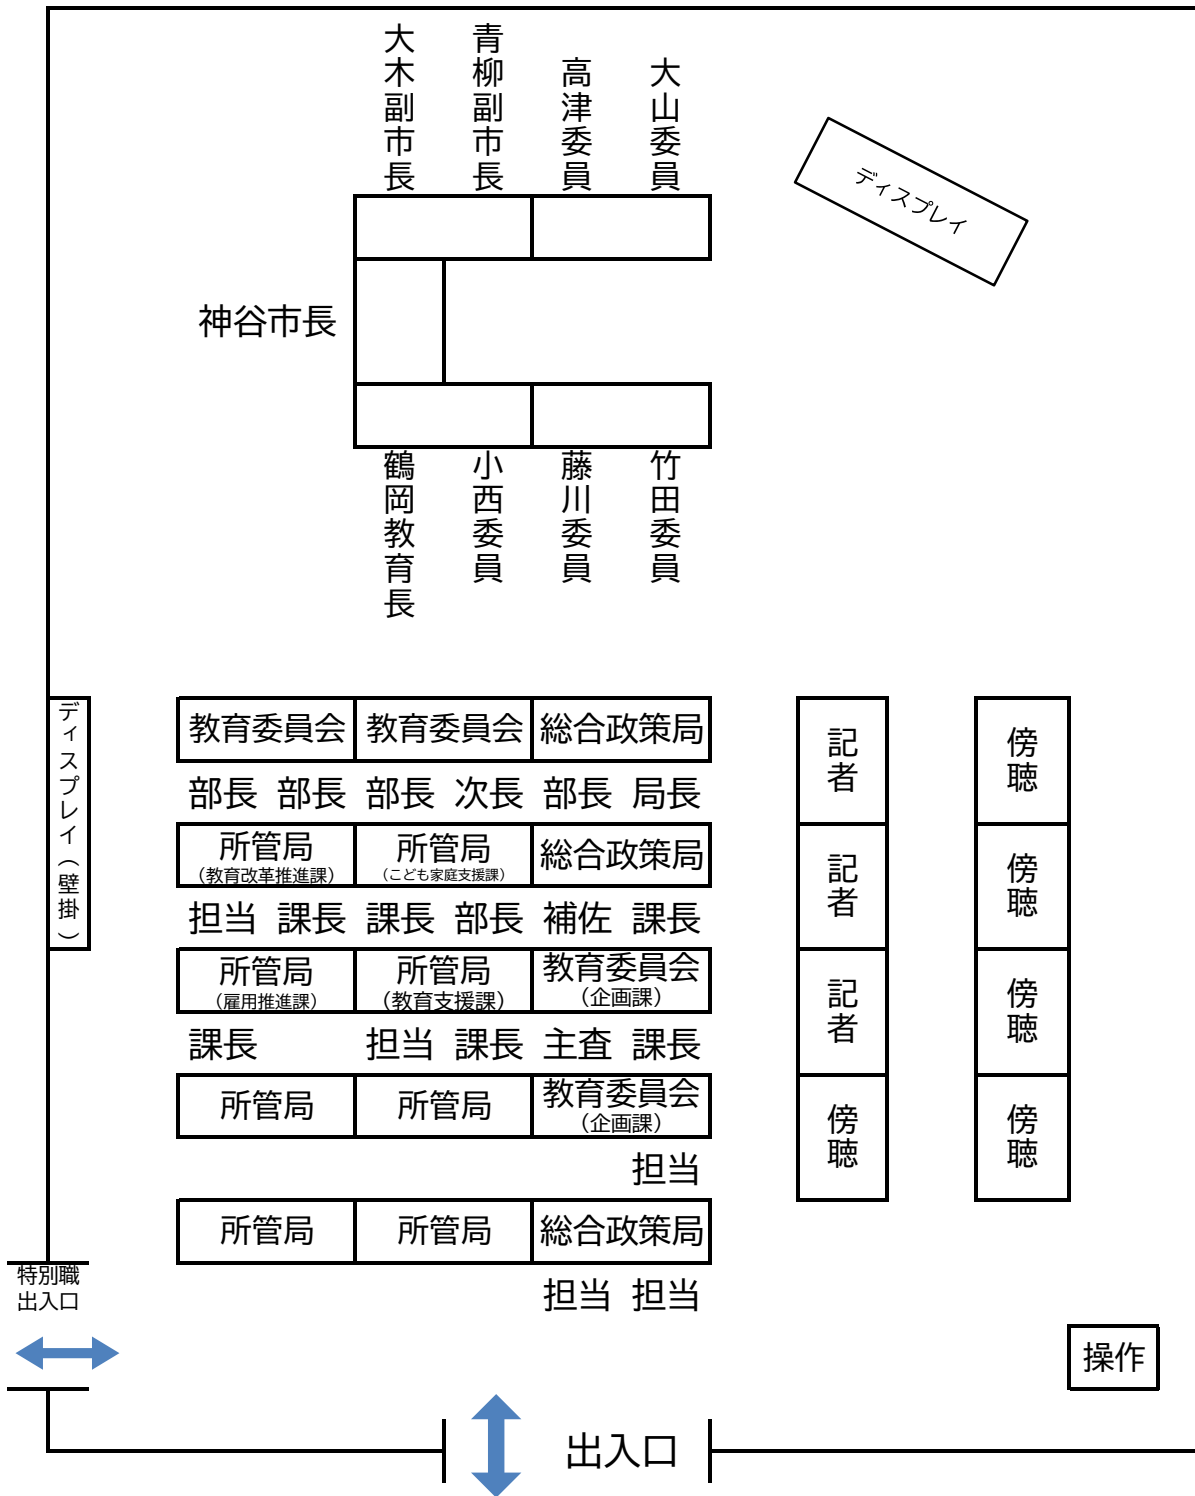 大木副市長
青柳副市長
高津委員
大山委員
ディスプレイ
神谷市長
鶴岡教育長
小西委員
藤川委員
竹田委員
ディスプレイ（壁掛）
教育委員会 教育委員会 総合政策局
部長 部長 部長 次長 部長 局長
所管局 所管局 総合政策局
（教育改革推進課） （こども家庭支援課）
担当 課長 課長 部長 補佐 課長
所管局 所管局 教育委員会
（雇用推進課） （教育支援課） （企画課）
課長 担当 課長 主査 課長
所管局 所管局 教育委員会
（企画課）
担当
所管局 所管局 総合政策局
担当 担当
記者
記者
記者
傍聴
傍聴
傍聴
傍聴
傍聴
特別職
出入口
操作
出入口